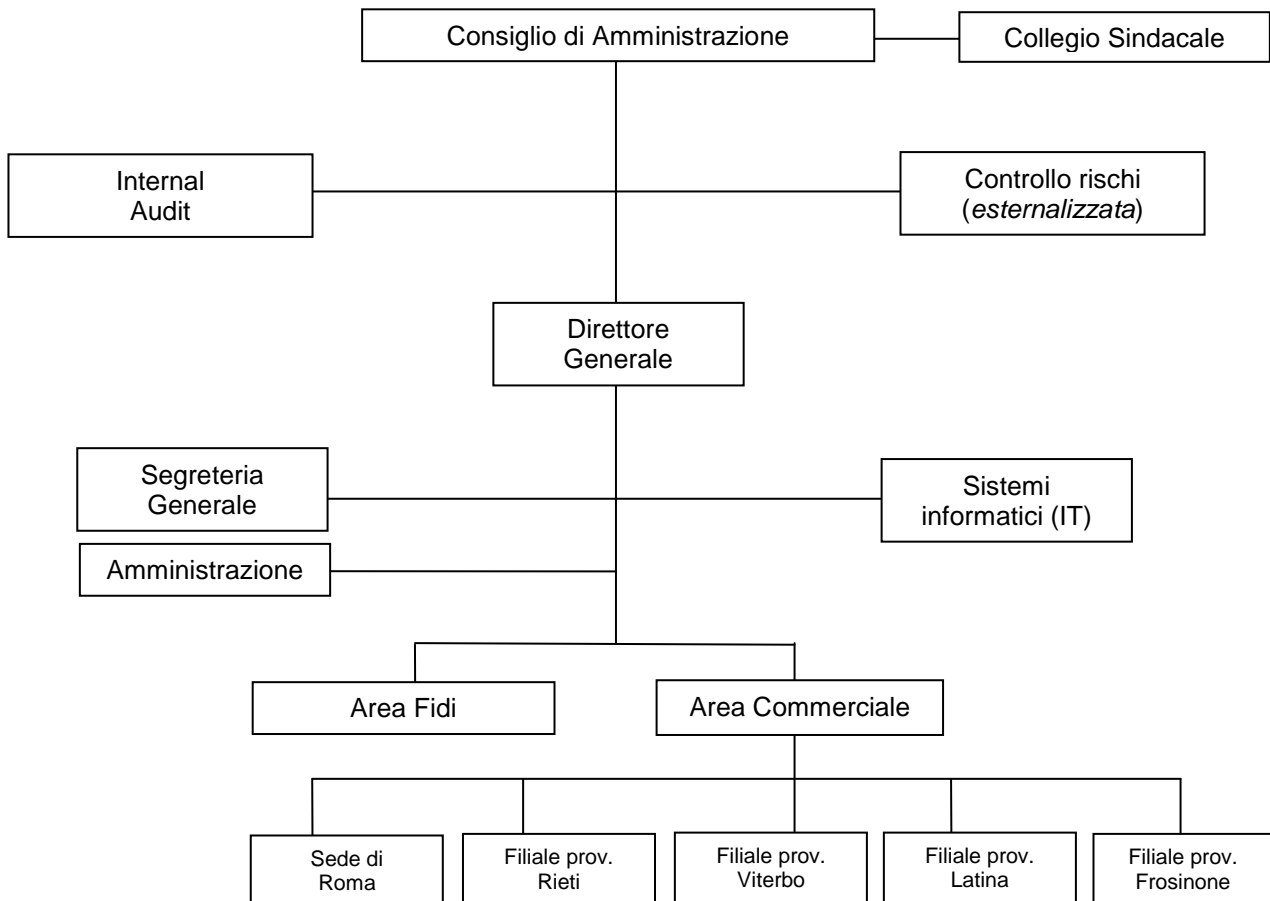 Consiglio di Amministrazione
Collegio Sindacale
Internal
Audit
Controllo rischi
(esternalizzata)
Direttore
Generale
Segreteria
Generale
Sistemi
informatici (IT)
Amministrazione
Area Fidi
Area Commerciale
Sede di
Roma
Filiale prov.
Rieti
Filiale prov.
Viterbo
Filiale prov.
Latina
Filiale prov.
Frosinone